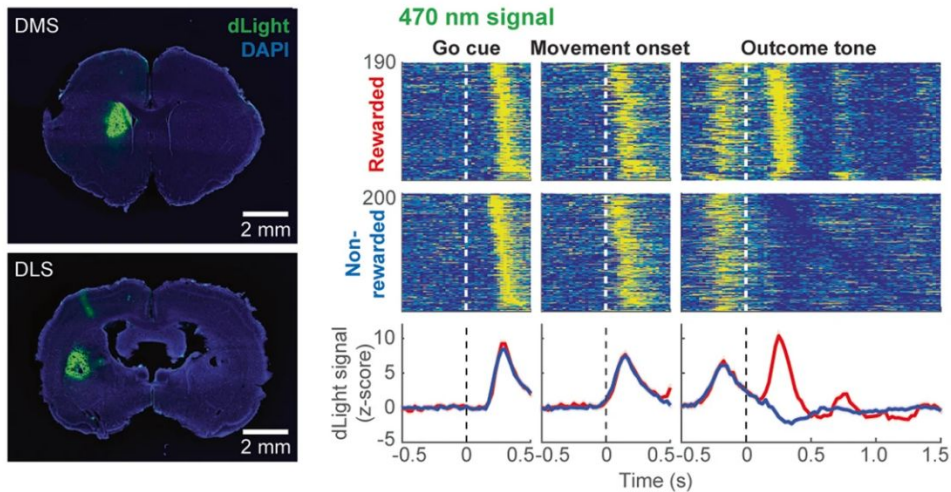 DMS
dLight
DAPI
2 mm
DLS
2 mm
470 nm signal
Go cue
Movement onset
Outcome tone
190
Rewarded
200
Non-
rewarded
dLight signal
(z-score)
10
5
0
-5
-0.5
0
0.5
-0.5
0
0.5
-0.5
0
0.5
1.0
1.5
Time (s)